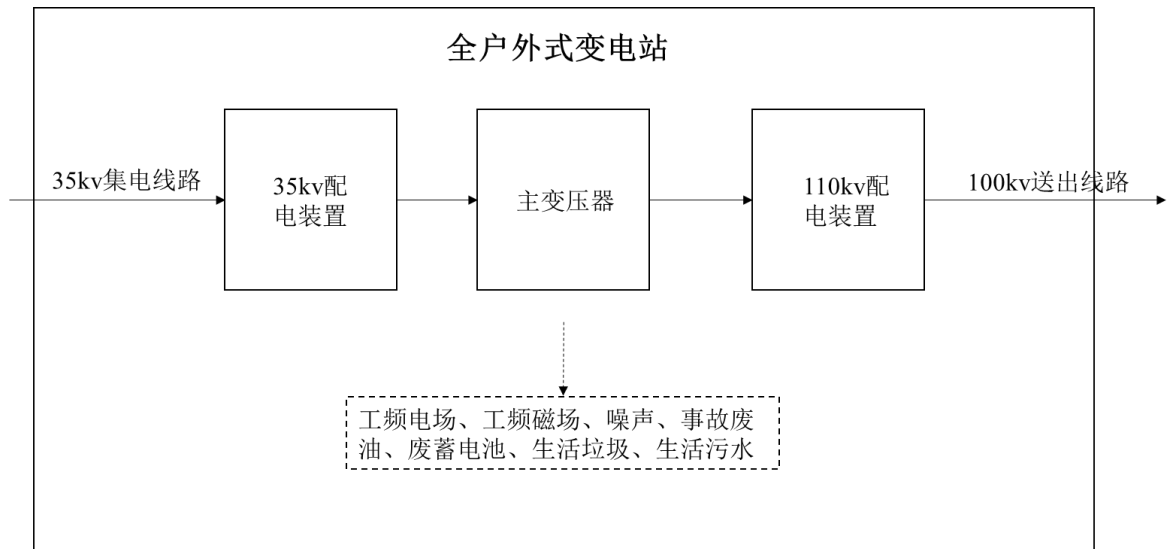 全户外式变电站
35kv集电线路
35kv配
电装置
主变压器
110kv配
电装置
100kv送出线路
工频电场、工频磁场、噪声、事故废
油、废蓄电池、生活垃圾、生活污水